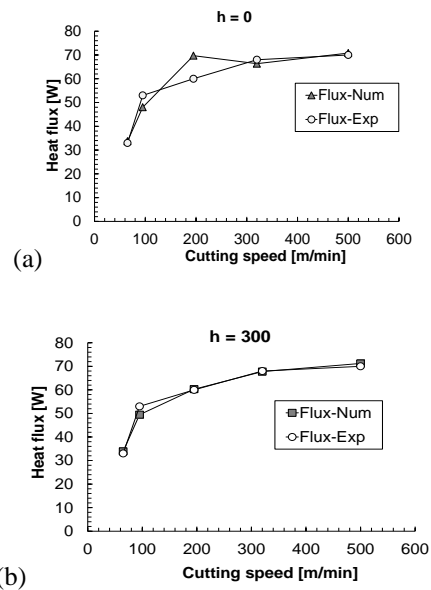 h = 0
80
70
60
50
40
30
20
10
0
Heat flux [W]
Flux-Num
Flux-Exp
0 100 200 300 400 500 600
Cutting speed [m/min]
(a)
h = 300
80
70
60
50
40
30
20
10
0
Heat flux [W]
Flux-Num
Flux-Exp
0 100 200 300 400 500 600
Cutting speed [m/min]
(b)